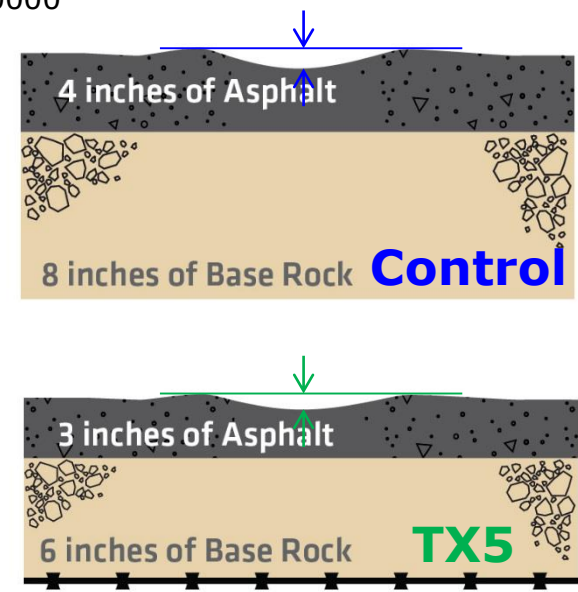 4 inches of Asphalt
8 inches of Base Rock Control
3 inches of Asphalt
6 inches of Base Rock TX5